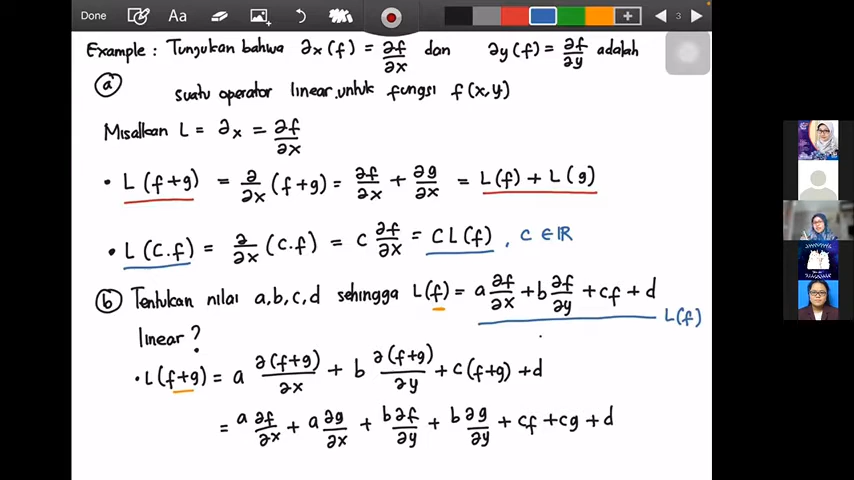 Done
Aa
3
Example : Tunjukan bahwa ∂x(f) = ∂f/∂x dan ∂y(f) = ∂f/∂y adalah
(a)
suatu operator linear untuk fungsi f(x,y)
Misalkan L = ∂x = ∂f/∂x
• L(f+g) = ∂/∂x (f+g) = ∂f/∂x + ∂g/∂x = L(f) + L(g)
• L(c.f) = ∂/∂x (c.f) = c ∂f/∂x = c L(f) , c ∈ ℝ
(b) Tentukan nilai a,b,c,d sehingga L(f) = a ∂f/∂x + b ∂f/∂y + cf + d
L(f)
linear ?
• L(f+g) = a ∂(f+g)/∂x + b ∂(f+g)/∂y + c(f+g) + d
= a ∂f/∂x + a ∂g/∂x + b ∂f/∂y + b ∂g/∂y + cf + cg + d